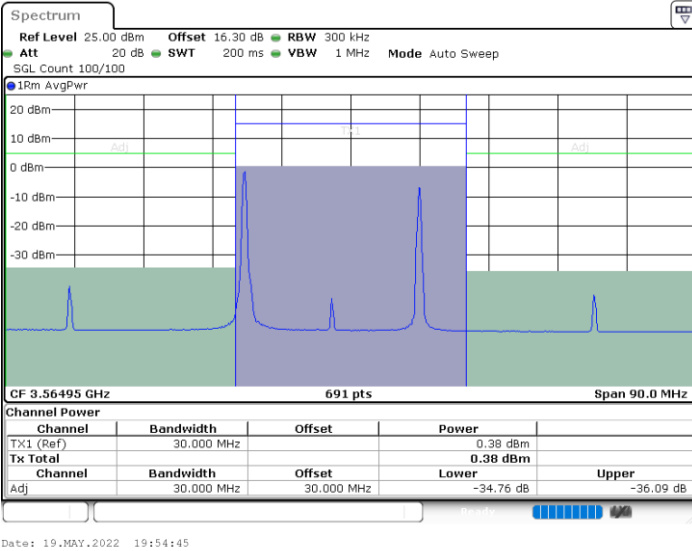 Spectrum
Ref Level 25.00 dBm Offset 16.30 dB RBW 300 kHz
Att 20 dB SWT 200 ms VBW 1 MHz Mode Auto Sweep
SGL Count 100/100
1Rm AvgPwr
20 dBm
TX1
10 dBm
Adj Adj
0 dBm
-10 dBm
-20 dBm
-30 dBm
CF 3.56495 GHz 691 pts Span 90.0 MHz
Channel Power
Channel Bandwidth Offset Power
TX1 (Ref) 30.000 MHz 0.38 dBm
Tx Total 0.38 dBm
Channel Bandwidth Offset Lower Upper
Adj 30.000 MHz 30.000 MHz -34.76 dB -36.09 dB
Ready
Date: 19.MAY.2022 19:54:45